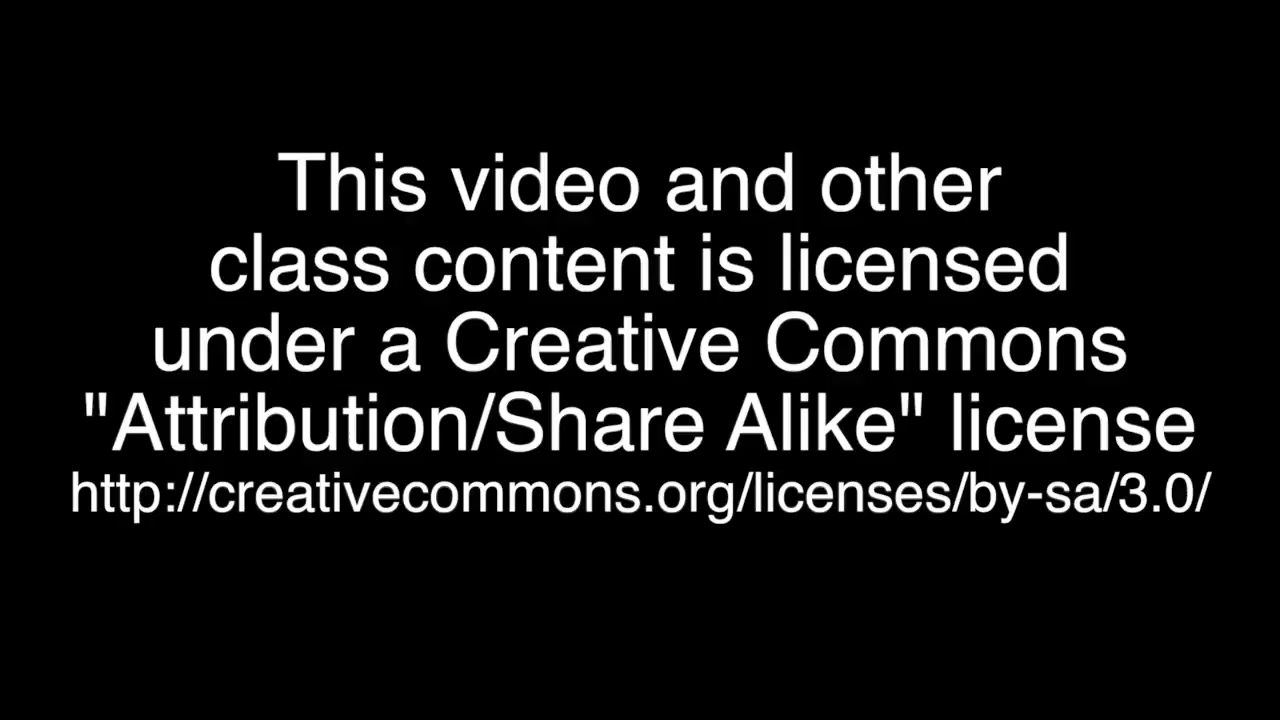 This video and other
class content is licensed
under a Creative Commons
"Attribution/Share Alike" license
http://creativecommons.org/licenses/by-sa/3.0/